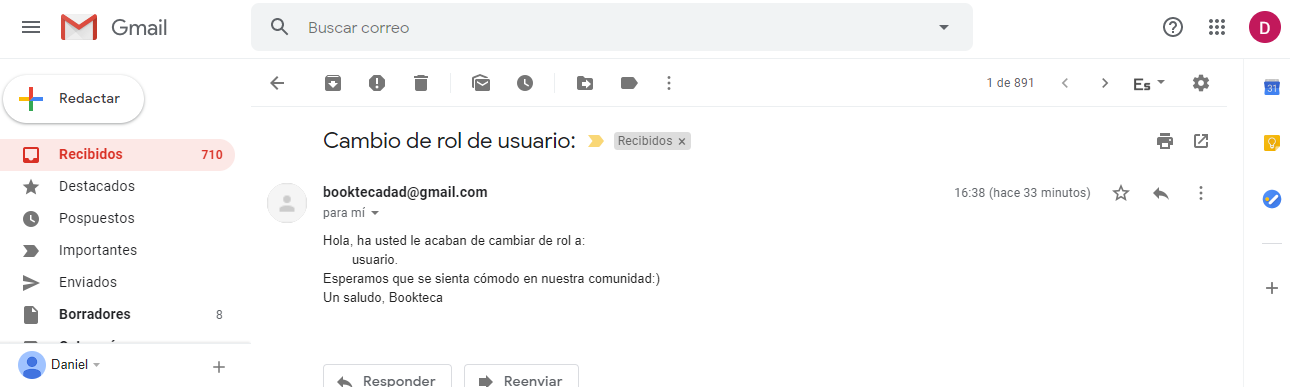 Gmail
Buscar correo
D
Redactar
1 de 891
Es
31
Cambio de rol de usuario:
Recibidos ×
Recibidos 710
Destacados
Pospuestos
Importantes
Enviados
Borradores 8
booktecadad@gmail.com
16:38 (hace 33 minutos)
para mí
Hola, ha usted le acaban de cambiar de rol a:
usuario.
Esperamos que se sienta cómodo en nuestra comunidad:)
Un saludo, Bookteca
Daniel
Responder
Reenviar